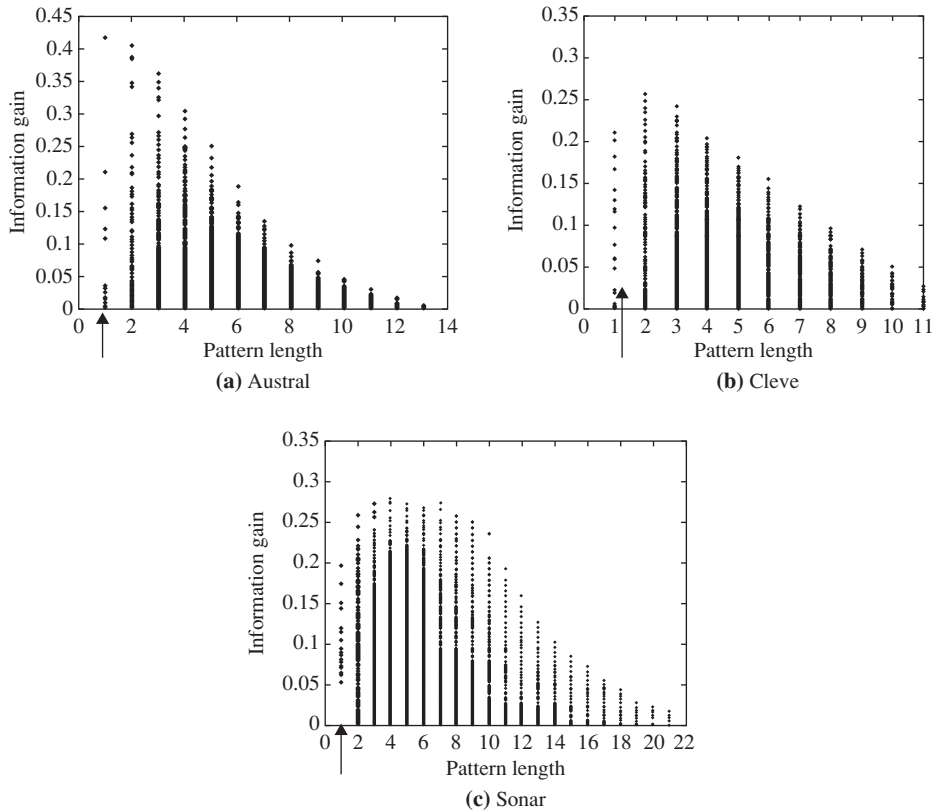 0.45
0.4
0.35
0.3
0.25
0.2
0.15
0.1
0.05
0
Information gain
0 2 4 6 8 10 12 14
Pattern length
(a) Austral
0.35
0.3
0.25
0.2
0.15
0.1
0.05
0
Information gain
0 1 2 3 4 5 6 7 8 9 10 11
Pattern length
(b) Cleve
0.35
0.3
0.25
0.2
0.15
0.1
0.05
0
Information gain
0 2 4 6 8 10 12 14 16 18 20 22
Pattern length
(c) Sonar